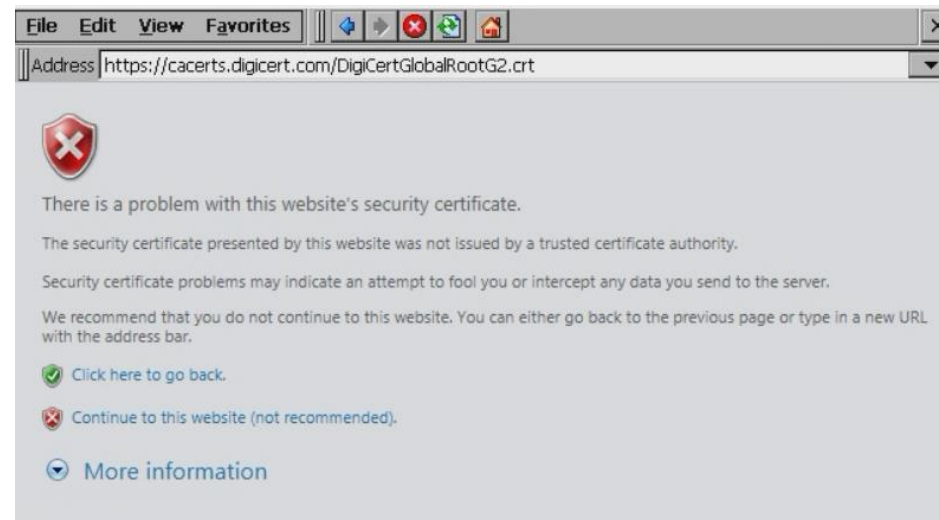 File Edit View Favorites
Address https://cacerts.digicert.com/DigiCertGlobalRootG2.crt
There is a problem with this website's security certificate.
The security certificate presented by this website was not issued by a trusted certificate authority.
Security certificate problems may indicate an attempt to fool you or intercept any data you send to the server.
We recommend that you do not continue to this website. You can either go back to the previous page or type in a new URL
with the address bar.
Click here to go back.
Continue to this website (not recommended).
More information